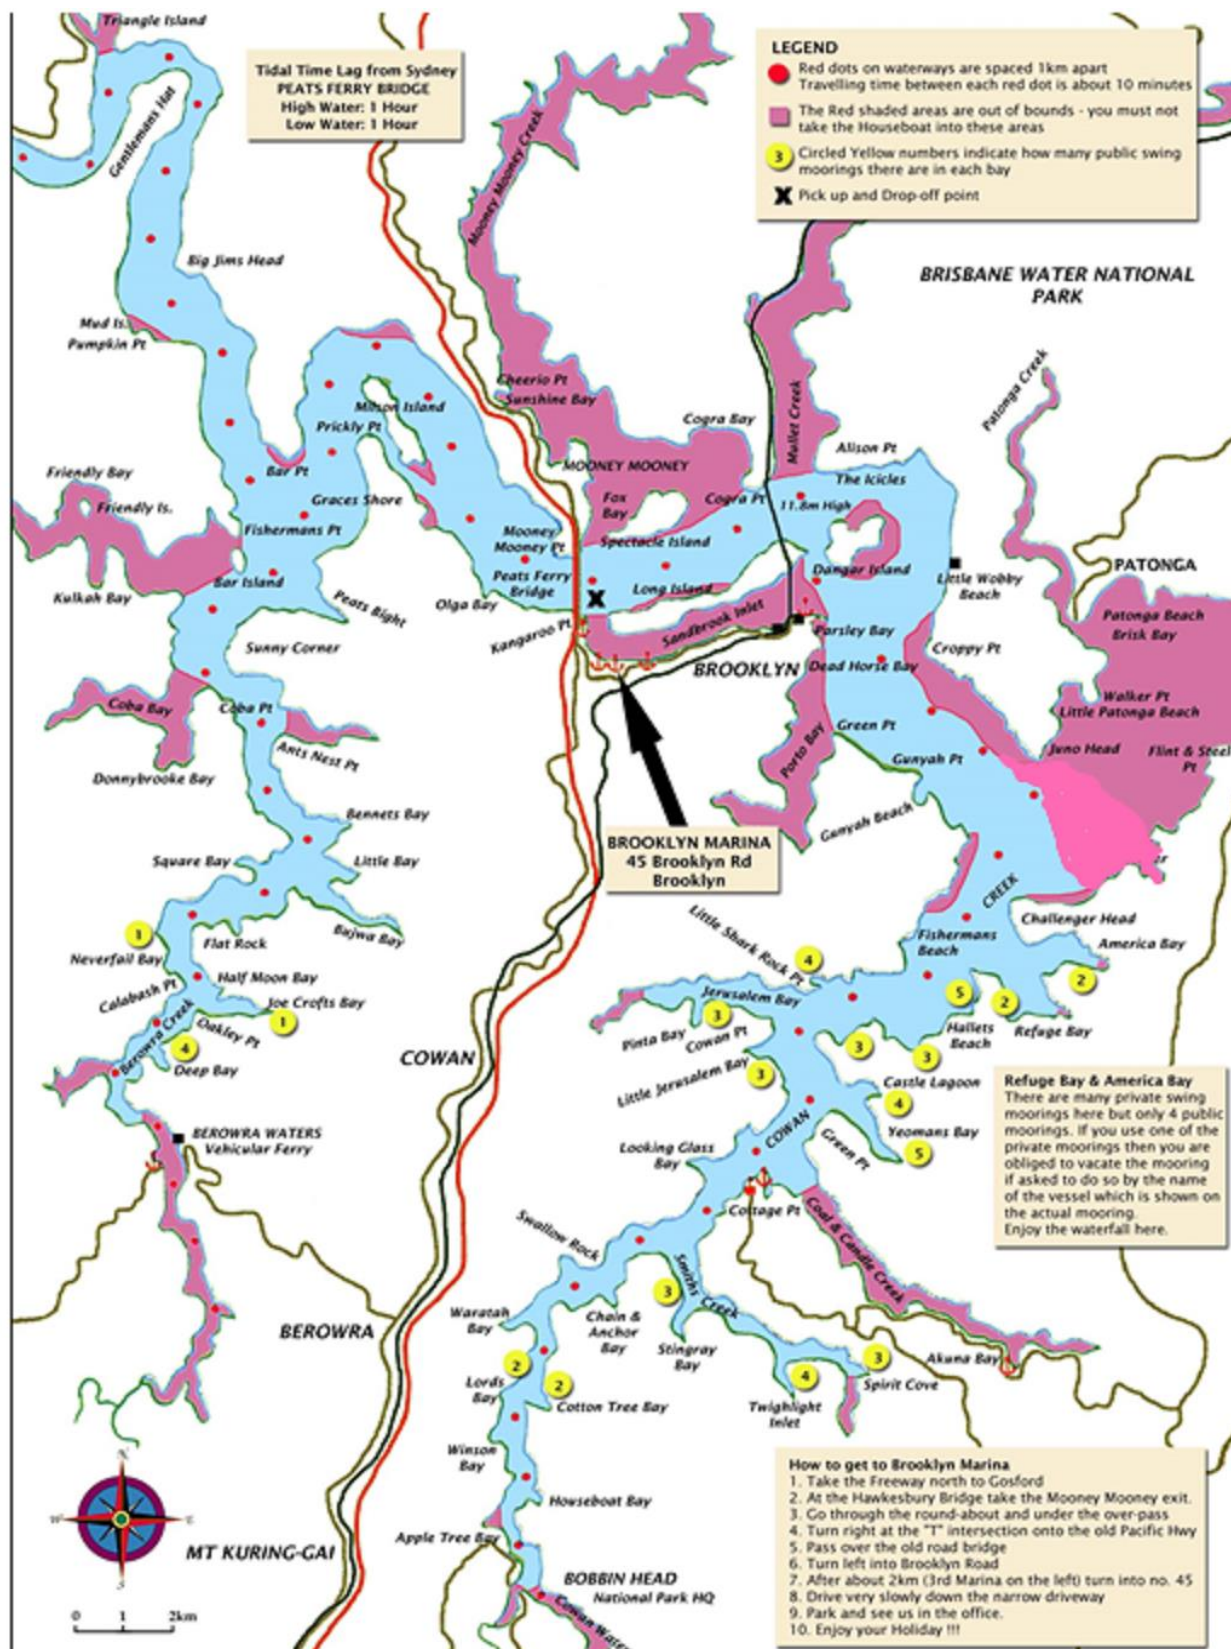 Triangle Island
Tidal Time Lag from Sydney
PEATS FERRY BRIDGE
High Water: 1 Hour
Low Water: 1 Hour
LEGEND
Red dots on waterways are spaced 1km apart
Travelling time between each red dot is about 10 minutes
The Red shaded areas are out of bounds - you must not
take the Houseboat into these areas
3
Circled Yellow numbers indicate how many public swing
moorings there are in each bay
X Pick up and Drop-off point
Gentlemans Hat
Mooney Mooney Creek
Big Jims Head
BRISBANE WATER NATIONAL
PARK
Mud Is.
Pumpkin Pt
Cheerio Pt
Sunshine Bay
Patonga Creek
Milson Island
Prickly Pt
Cogra Bay
Mullet Creek
Alison Pt
Friendly Bay
Bar Pt
MOONEY MOONEY
The Icicles
Friendly Is.
Graces Shore
Fox
Bay
Cogra Pt
11.8m High
Fishermans Pt
Mooney
Mooney Pt
Spectacle Island
Bar Island
Peats Ferry
Bridge
Long Island
Dangar Island
Little Wobby
Beach
PATONGA
Kulkah Bay
Peats Bight
Olga Bay
Kangaroo Pt
X
Sandbrook Inlet
Parsley Bay
Patonga Beach
Brisk Bay
Sunny Corner
BROOKLYN
Dead Horse Bay
Croppy Pt
Coba Bay
Coba Pt
Walker Pt
Little Patonga Beach
Ants Nest Pt
Porto Bay
Green Pt
Gunyah Pt
Juno Head
Flint & Steel
Pt
Donnybrooke Bay
Bennets Bay
Gunyah Beach
Square Bay
Little Bay
BROOKLYN MARINA
45 Brooklyn Rd
Brooklyn
er
CREEK
Bujwa Bay
Little Shark Rock Pt
Challenger Head
1
Flat Rock
Fishermans
Beach
America Bay
Neverfail Bay
4
Calabash Pt
Half Moon Bay
Jerusalem Bay
5
2
2
Joe Crofts Bay
1
Pinta Bay
3
Cowan Pt
Hallets
Beach
Refuge Bay
Berowra Creek
Oakley Pt
4
Deep Bay
COWAN
3
3
Little Jerusalem Bay
3
Castle Lagoon
4
Yeomans Bay
5
Refuge Bay & America Bay
There are many private swing
moorings here but only 4 public
moorings. If you use one of the
private moorings then you are
obliged to vacate the mooring
if asked to do so by the name
of the vessel which is shown on
the actual mooring.
Enjoy the waterfall here.
BEROWRA WATERS
Vehicular Ferry
COWAN
Green Pt
Looking Glass
Bay
Cottage Pt
Coal & Candle Creek
Swallow Rock
Smiths Creek
3
Waratah
Bay
Chain &
Anchor
Bay
BEROWRA
Stingray
Bay
2
Lords
Bay
2
Cotton Tree Bay
4
Twighlight
Inlet
3
Spirit Cove
Akuna Bay
Winson
Bay
Houseboat Bay
How to get to Brooklyn Marina
1. Take the Freeway north to Gosford
2. At the Hawkesbury Bridge take the Mooney Mooney exit.
3. Go through the round-about and under the over-pass
4. Turn right at the "T" intersection onto the old Pacific Hwy
5. Pass over the old road bridge
6. Turn left into Brooklyn Road
7. After about 2km (3rd Marina on the left) turn into no. 45
8. Drive very slowly down the narrow driveway
9. Park and see us in the office.
10. Enjoy your Holiday !!!
N
W
E
S
Apple Tree Bay
MT KURING-GAI
BOBBIN HEAD
National Park HQ
Cowan Water
0 1 2km